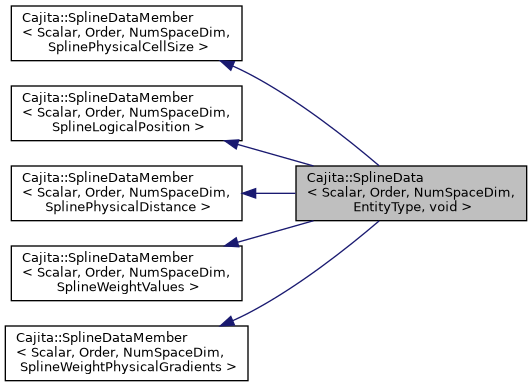 Cajita::SplineDataMember
< Scalar, Order, NumSpaceDim,
SplinePhysicalCellSize >
Cajita::SplineDataMember
< Scalar, Order, NumSpaceDim,
SplineLogicalPosition >
Cajita::SplineDataMember
< Scalar, Order, NumSpaceDim,
SplinePhysicalDistance >
Cajita::SplineData
< Scalar, Order, NumSpaceDim,
EntityType, void >
Cajita::SplineDataMember
< Scalar, Order, NumSpaceDim,
SplineWeightValues >
Cajita::SplineDataMember
< Scalar, Order, NumSpaceDim,
SplineWeightPhysicalGradients >